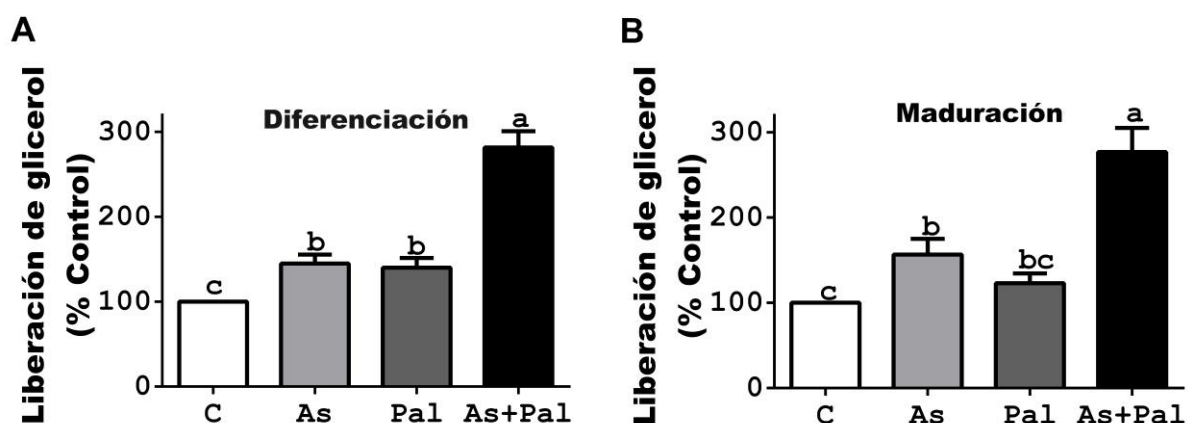 A
Liberación de glicerol
(% Control)
Diferenciación
300
200
100
0
c
b
b
a
C As Pal As+Pal
B
Liberación de glicerol
(% Control)
Maduración
300
200
100
0
c
b
bc
a
C As Pal As+Pal